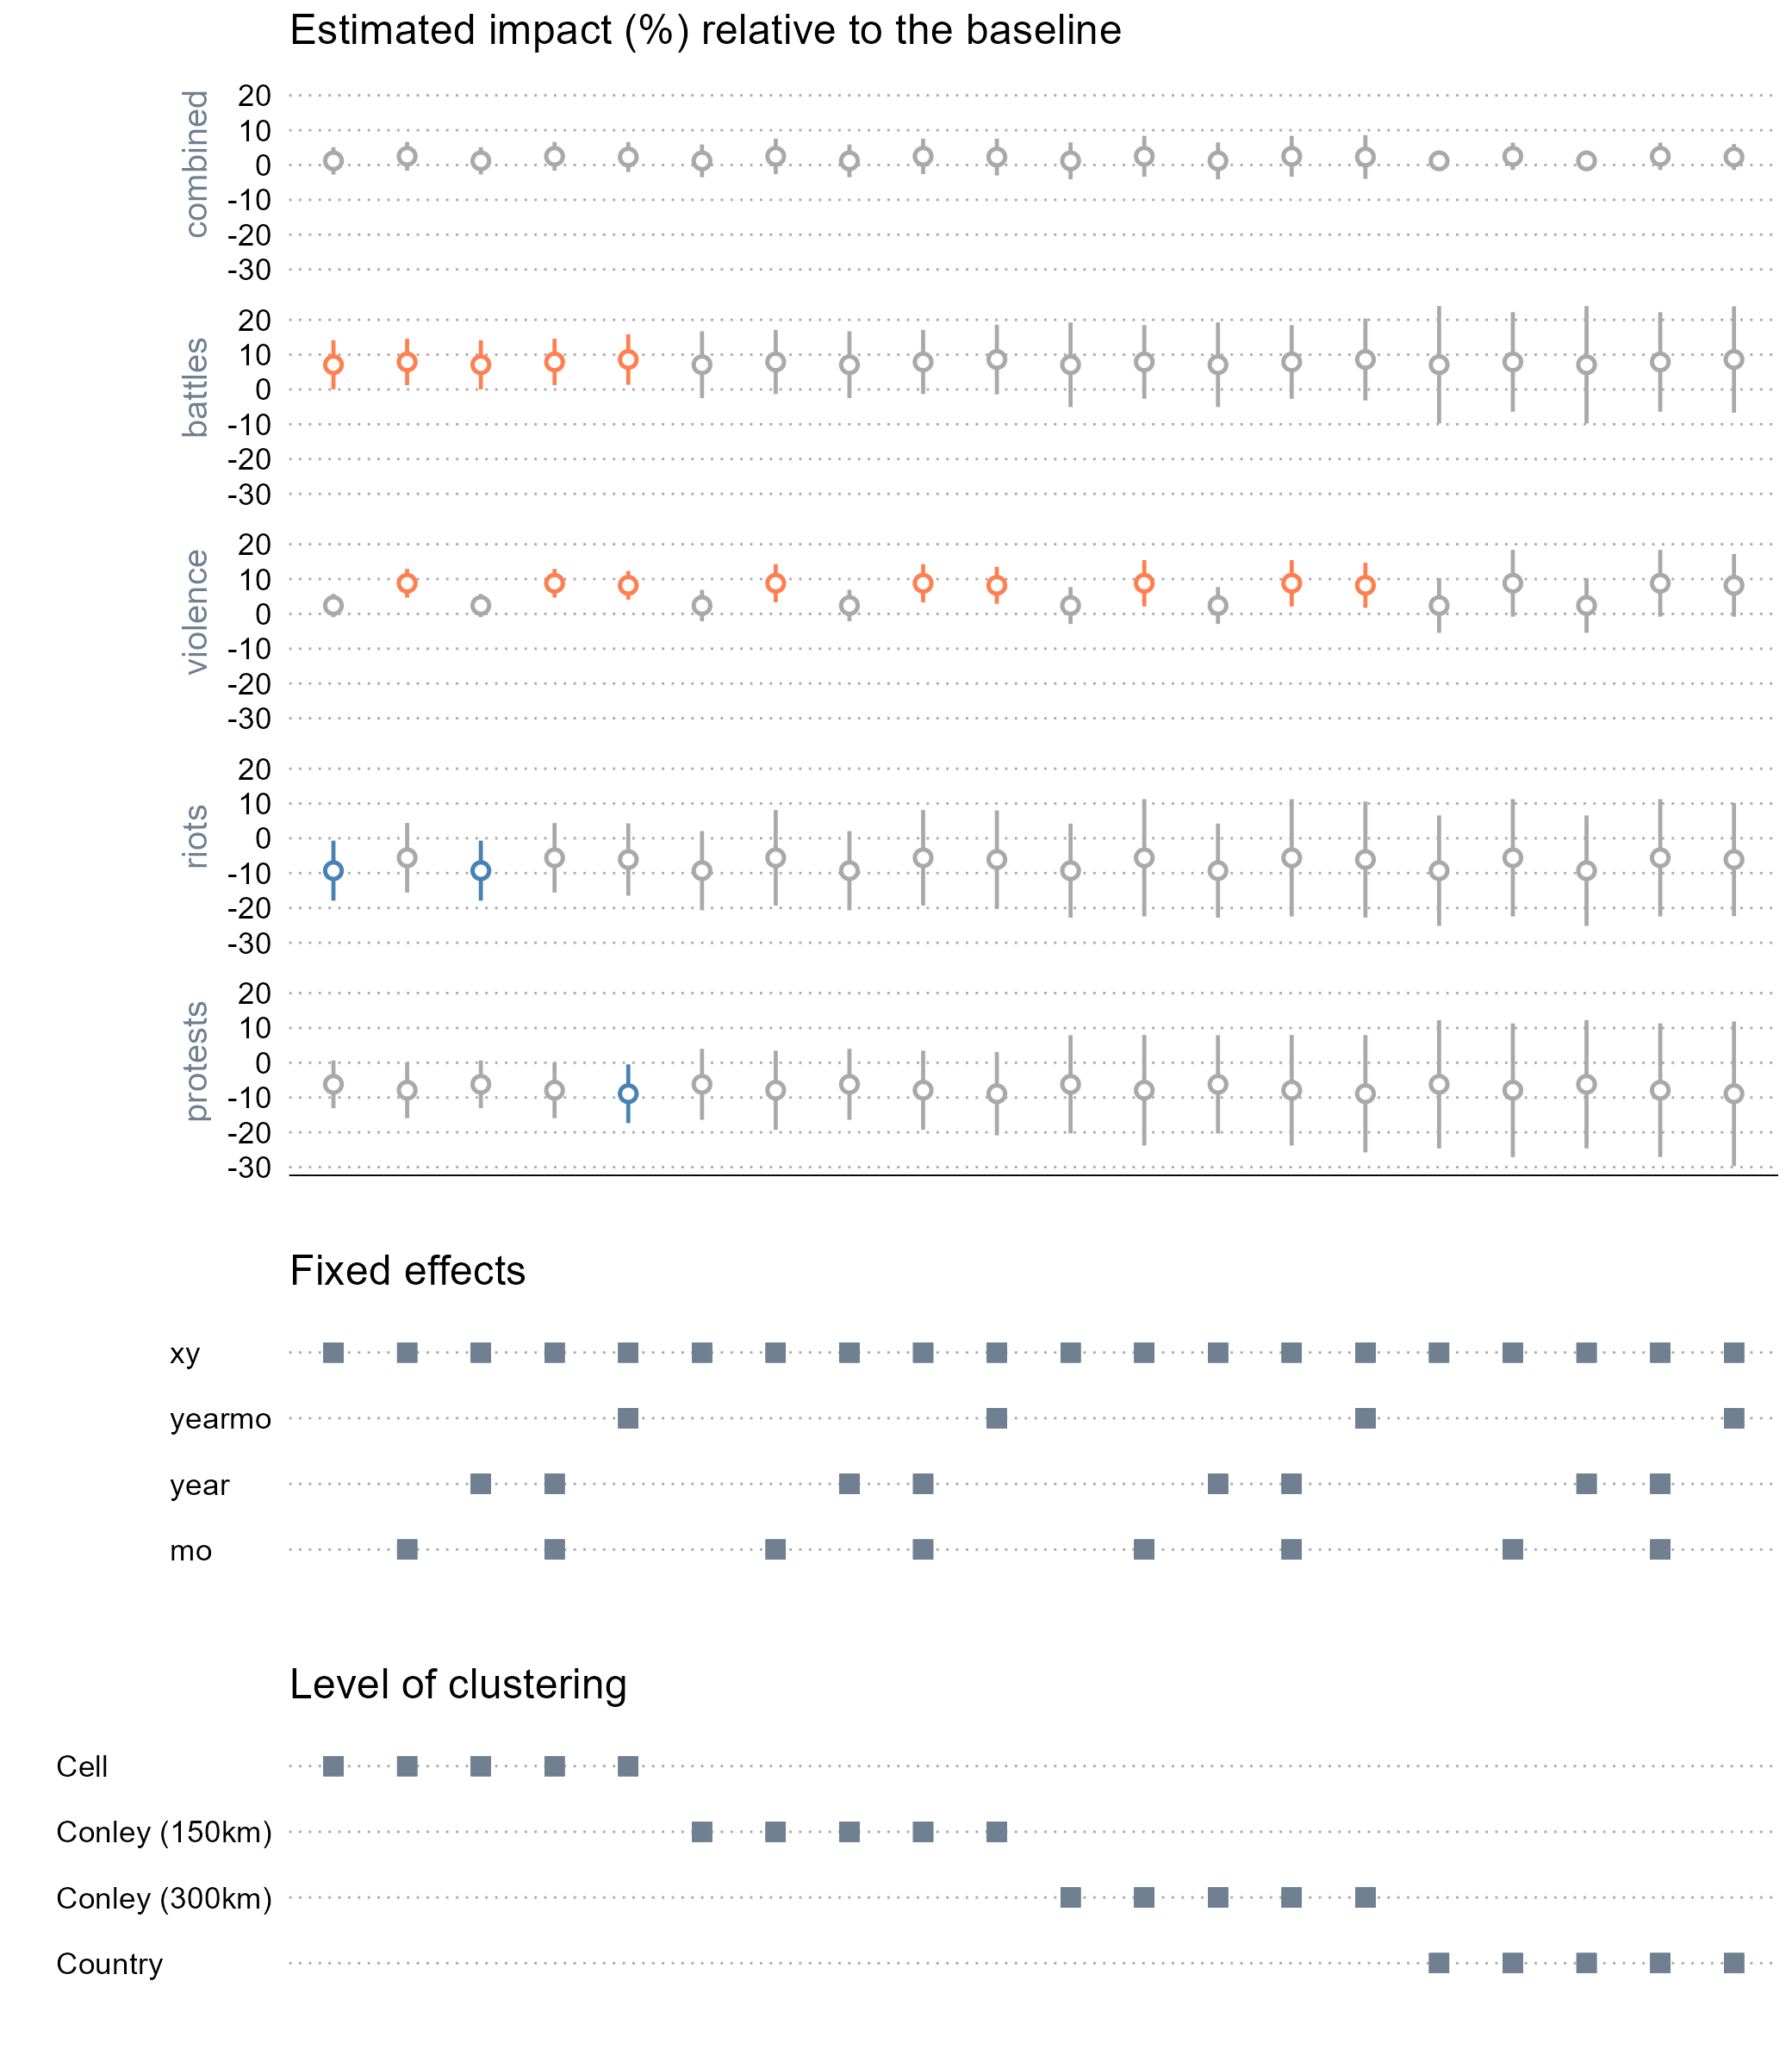 Estimated impact (%) relative to the baseline
combined
20
10
0
-10
-20
-30
battles
20
10
0
-10
-20
-30
violence
20
10
0
-10
-20
-30
riots
20
10
0
-10
-20
-30
protests
20
10
0
-10
-20
-30
Fixed effects
xy
yearmo
year
mo
Level of clustering
Cell
Conley (150km)
Conley (300km)
Country